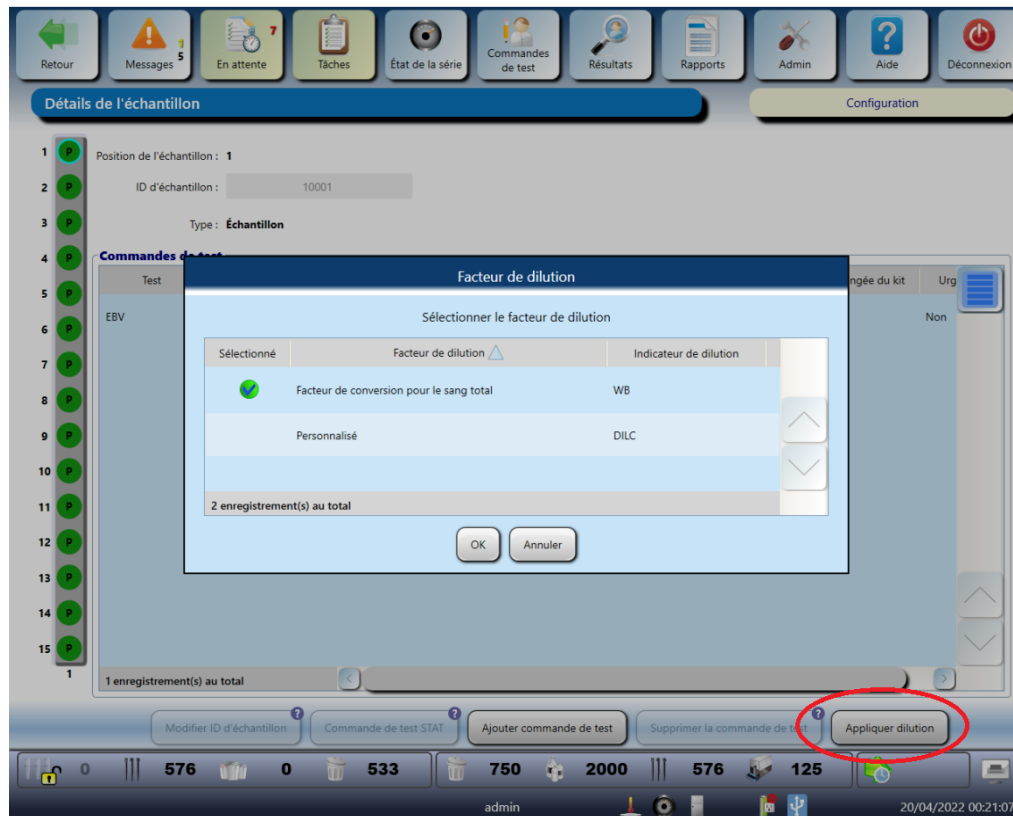 Retour
Messages
1
5
En attente
7
Tâches
État de la série
Commandes
de test
Résultats
Rapports
Admin
?
Aide
Déconnexion
Détails de l'échantillon
Configuration
1 P
2 P
3 P
4 P
5 P
6 P
7 P
8 P
9 P
10 P
11 P
12 P
13 P
14 P
15 P
1
Position de l'échantillon : 1
ID d'échantillon : 10001
Type : Échantillon
Commandes de test
Test
ngée du kit
Urg
EBV
Non
Facteur de dilution
Sélectionner le facteur de dilution
Sélectionné Facteur de dilution Indicateur de dilution
Facteur de conversion pour le sang total WB
Personnalisé DILC
2 enregistrement(s) au total
OK Annuler
1 enregistrement(s) au total
Modifier ID d'échantillon ?
Commande de test STAT ?
Ajouter commande de test
Supprimer la commande de test ?
Appliquer dilution
0 576 0 533 750 2000 576 125
admin
20/04/2022 00:21:07